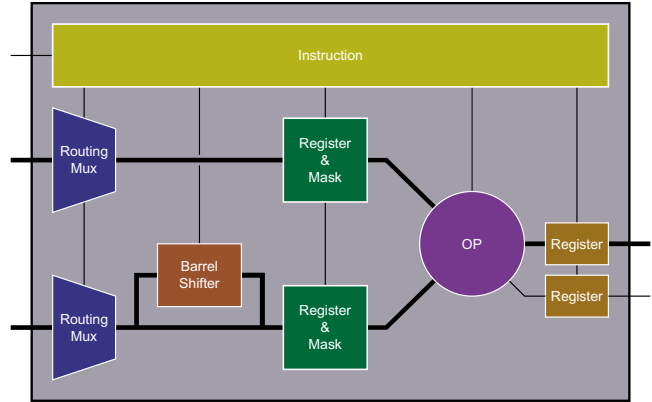 Instruction
Routing
Mux
Register
&
Mask
OP
Register
Barrel
Shifter
Register
Routing
Mux
Register
&
Mask